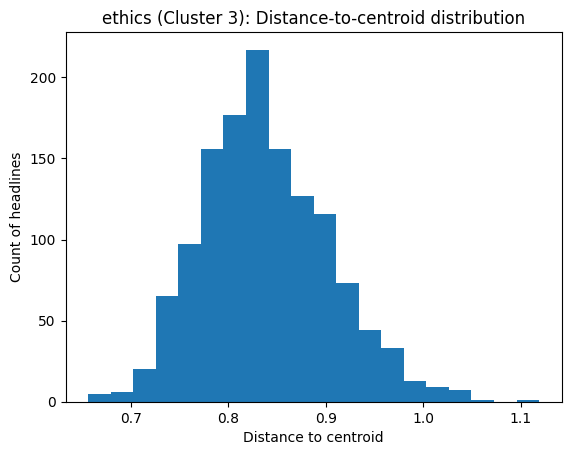 ethics (Cluster 3): Distance-to-centroid distribution
Count of headlines
200
150
100
50
0
0.7 0.8 0.9 1.0 1.1
Distance to centroid